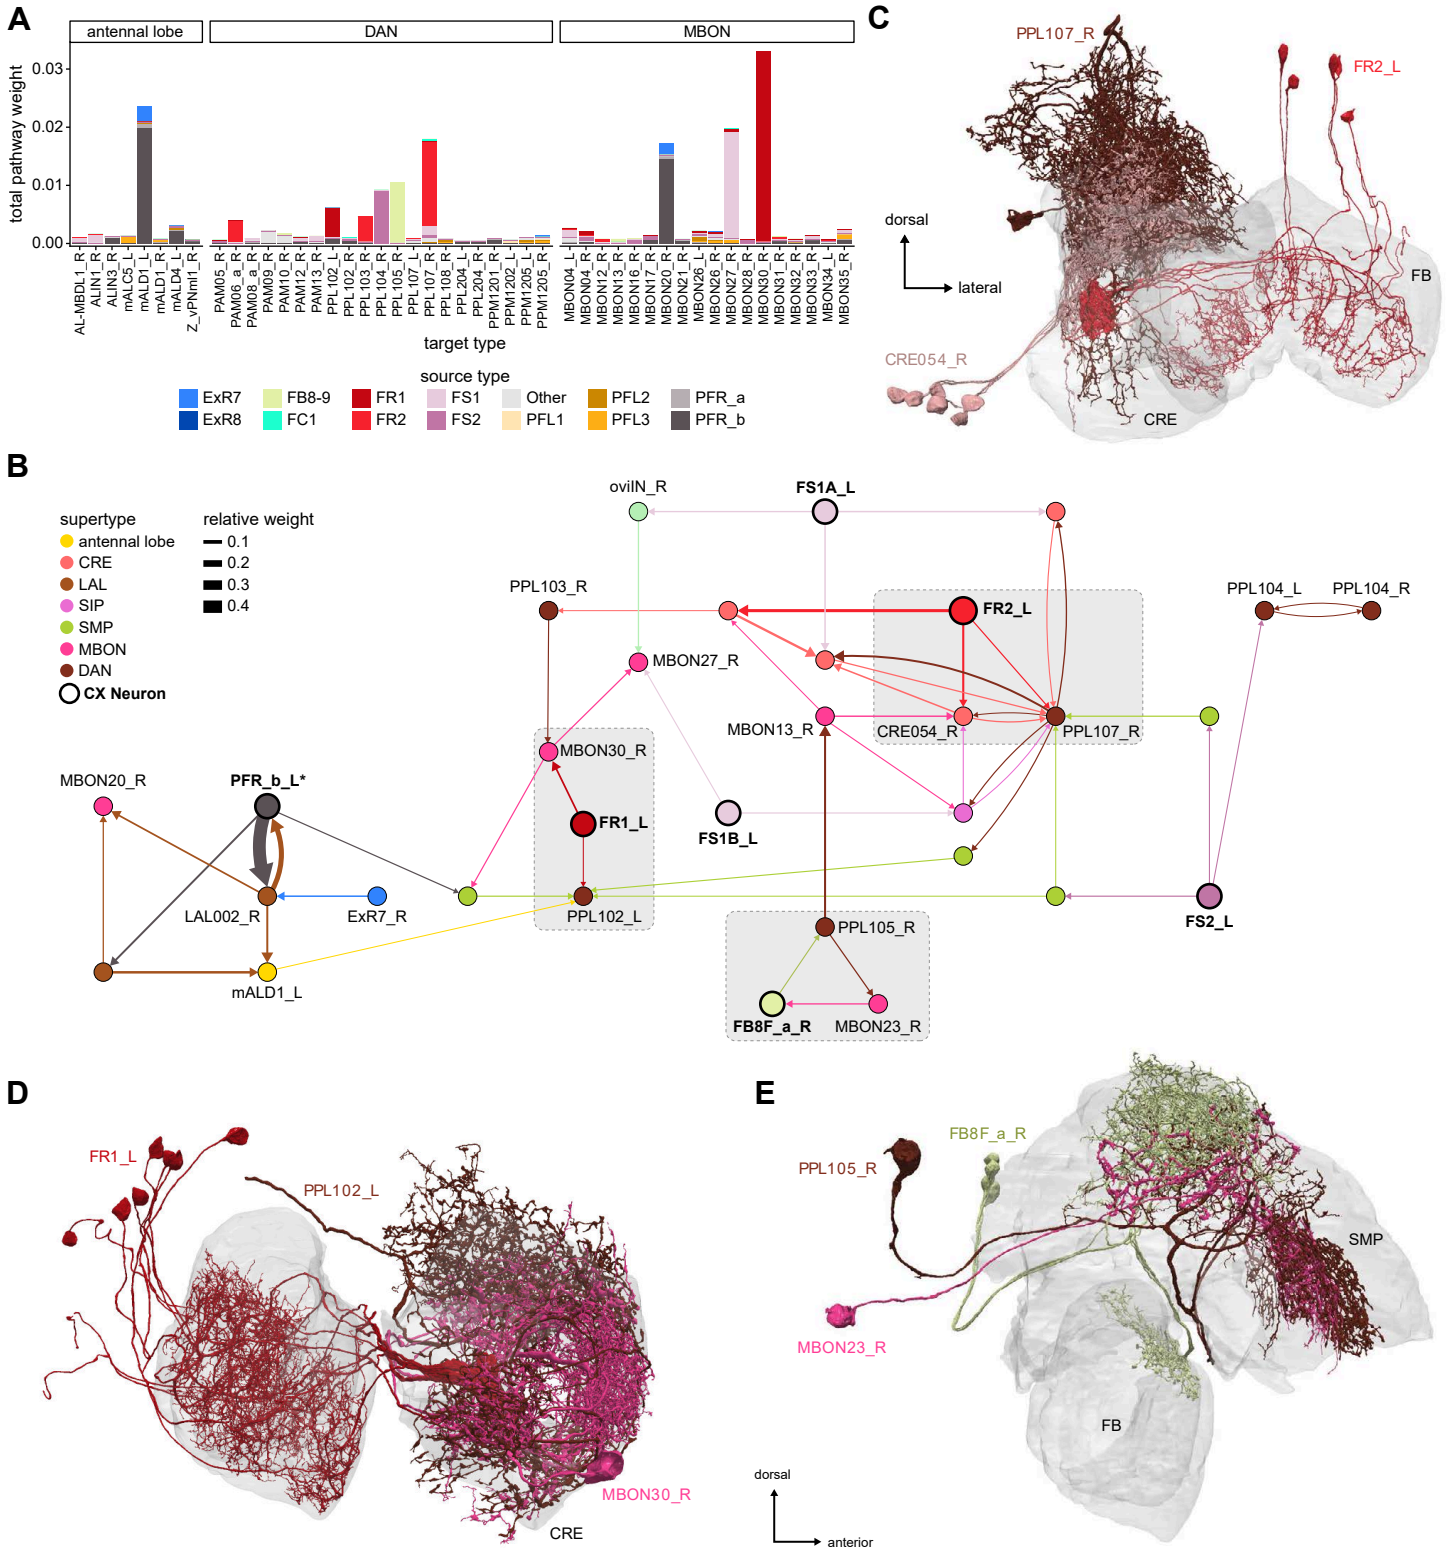 A
antennal lobe
DAN
MBON
total pathway weight
0.03
0.02
0.01
0.00
AL-MBDL1_R
ALIN1_R
ALIN3_R
mALC5_L
mALD1_L
mALD1_R
mALD4_L
Z_vPNml1_R
PAM05_R
PAM06_a_R
PAM08_a_R
PAM09_R
PAM10_R
PAM12_R
PAM13_R
PPL102_L
PPL102_R
PPL103_R
PPL104_R
PPL105_R
PPL107_L
PPL107_R
PPL108_R
PPL204_L
PPL204_R
PPM1201_R
PPM1202_L
PPM1205_L
PPM1205_R
MBON04_L
MBON04_R
MBON12_R
MBON13_R
MBON16_R
MBON17_R
MBON20_R
MBON21_R
MBON26_L
MBON26_R
MBON27_R
MBON28_R
MBON30_R
MBON31_R
MBON32_R
MBON33_R
MBON34_L
MBON35_R
target type
source type
ExR7
FB8-9
FR1
FS1
Other
PFL2
PFR_a
ExR8
FC1
FR2
FS2
PFL1
PFL3
PFR_b
C
PPL107_R
FR2_L
dorsal
lateral
FB
CRE054_R
CRE
B
supertype
antennal lobe
CRE
LAL
SIP
SMP
MBON
DAN
CX Neuron
relative weight
0.1
0.2
0.3
0.4
oviIN_R
FS1A_L
PPL103_R
FR2_L
PPL104_L
PPL104_R
MBON27_R
MBON13_R
CRE054_R
PPL107_R
MBON30_R
MBON20_R
PFR_b_L*
FR1_L
FS1B_L
LAL002_R
ExR7_R
PPL102_L
FS2_L
PPL105_R
mALD1_L
FB8F_a_R
MBON23_R
D
FR1_L
PPL102_L
MBON30_R
CRE
E
FB8F_a_R
PPL105_R
SMP
MBON23_R
FB
dorsal
anterior